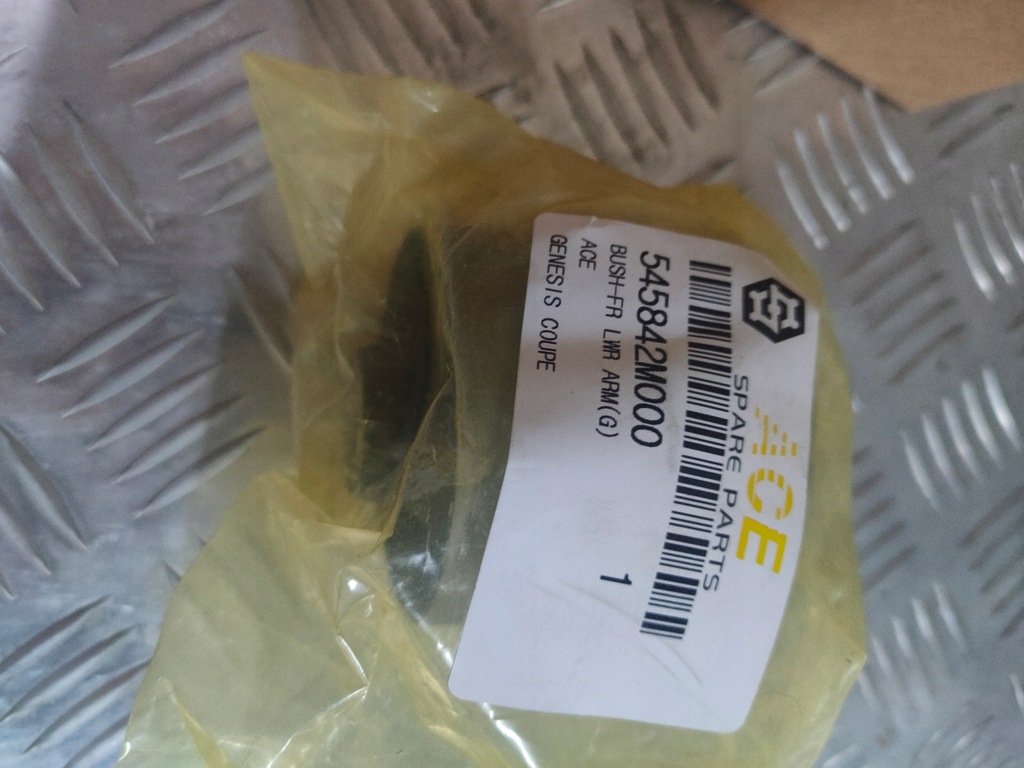 ACE
SPARE PARTS
545842M000
BUSH-FR LWR ARM(G)
ACE 1
GENESIS COUPE